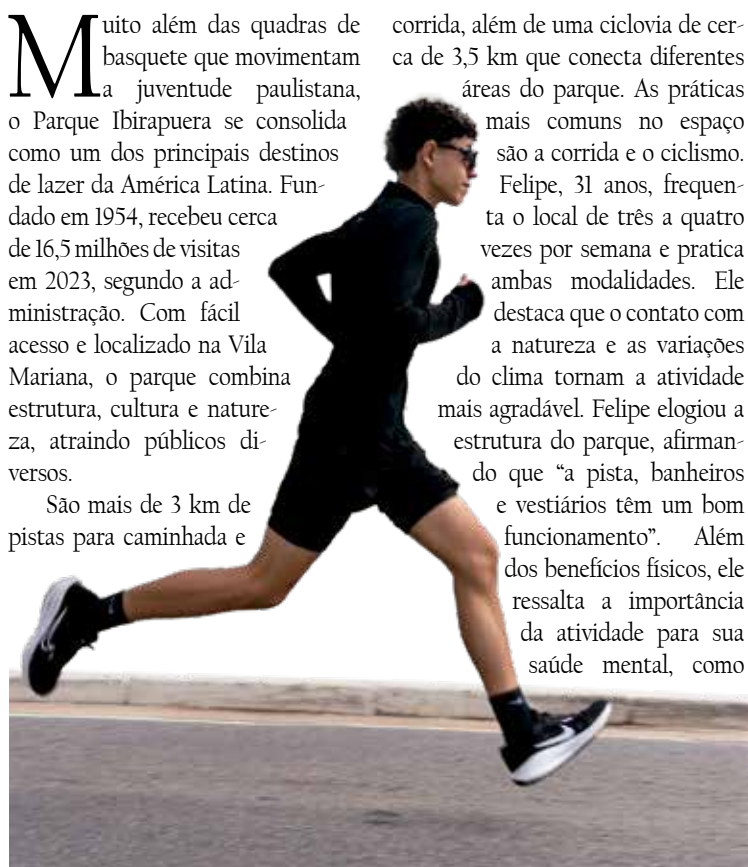 Muito além das quadras de
basquete que movimentam
a juventude paulistana,
o Parque Ibirapuera se consolida
como um dos principais destinos
de lazer da América Latina. Fun-
dado em 1954, recebeu cerca
de 16,5 milhões de visitas
em 2023, segundo a ad-
ministração. Com fácil
acesso e localizado na Vila
Mariana, o parque combina
estrutura, cultura e nature-
za, atraindo públicos di-
versos.
São mais de 3 km de
pistas para caminhada e
corrida, além de uma ciclovia de cer-
ca de 3,5 km que conecta diferentes
áreas do parque. As práticas
mais comuns no espaço
são a corrida e o ciclismo.
Felipe, 31 anos, frequen-
ta o local de três a quatro
vezes por semana e pratica
ambas modalidades. Ele
destaca que o contato com
a natureza e as variações
do clima tornam a atividade
mais agradável. Felipe elogiou a
estrutura do parque, afirman-
do que “a pista, banheiros
e vestiários têm um bom
funcionamento”. Além
dos benefícios físicos, ele
ressalta a importância
da atividade para sua
saúde mental, como